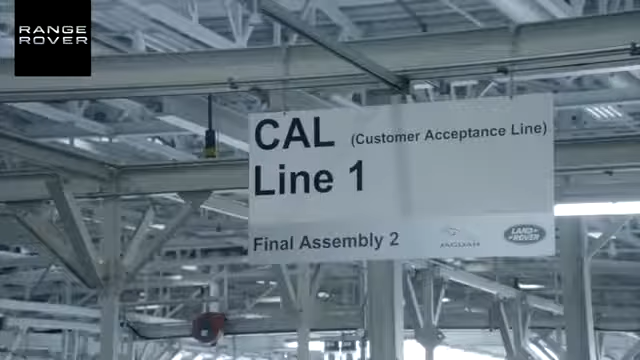 RANGE
ROVER
CAL (Customer Acceptance Line)
Line 1
Final Assembly 2
JAGUAR
LAND
ROVER